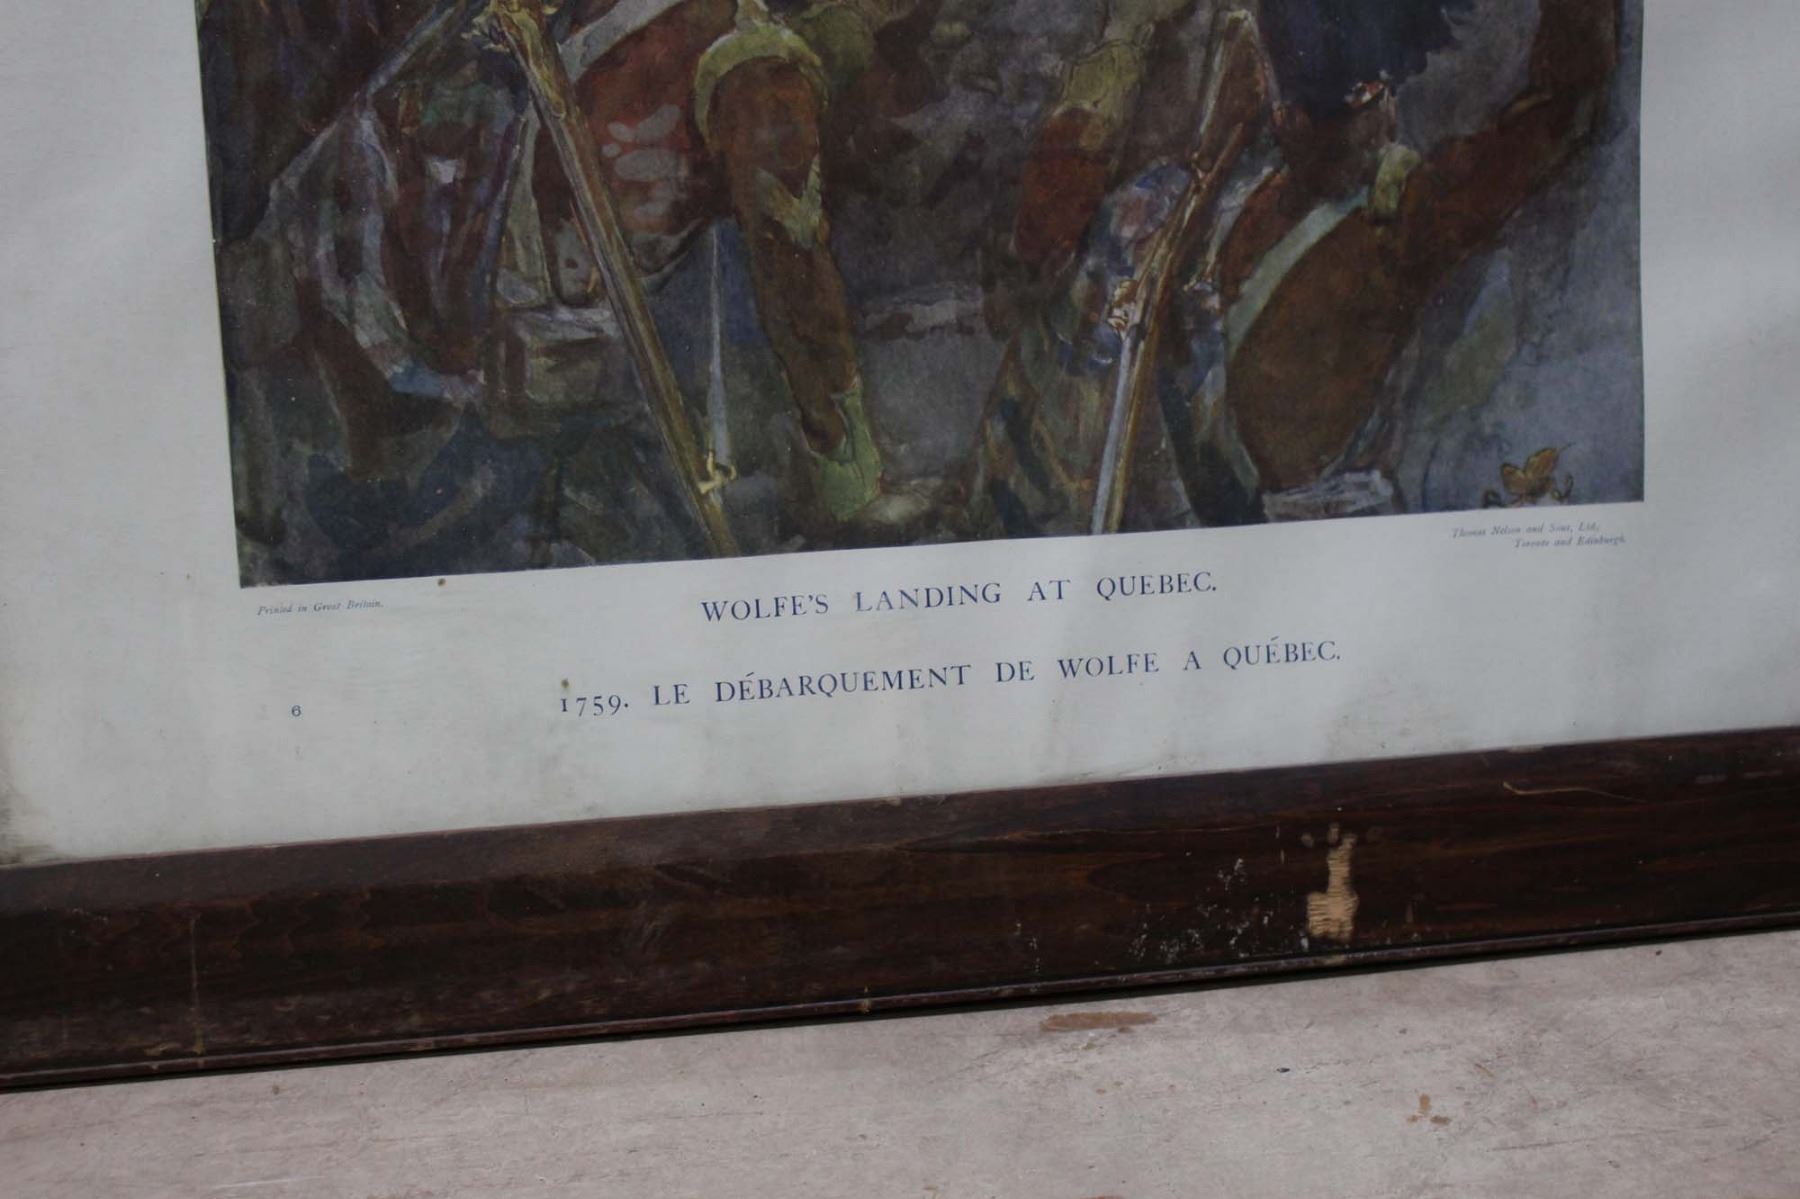 Thomas Nelson and Sons, Ltd,
Toronto and Edinburgh.
Printed in Great Britain.
WOLFE'S LANDING AT QUEBEC.
1759. LE DÉBARQUEMENT DE WOLFE A QUÉBEC.
6